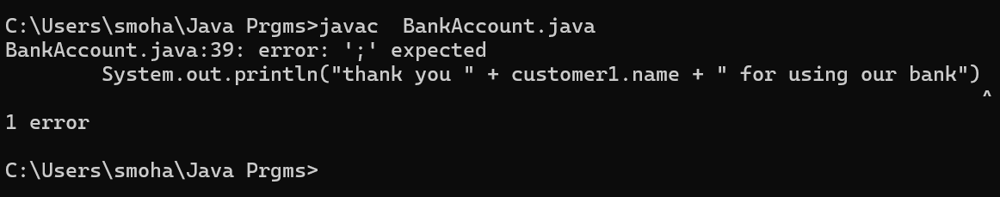 C:\Users\smoha\Java Prgms>javac  BankAccount.java
BankAccount.java:39: error: ';' expected
        System.out.println("thank you " + customer1.name + " for using our bank")
                                                                                 ^
1 error
C:\Users\smoha\Java Prgms>